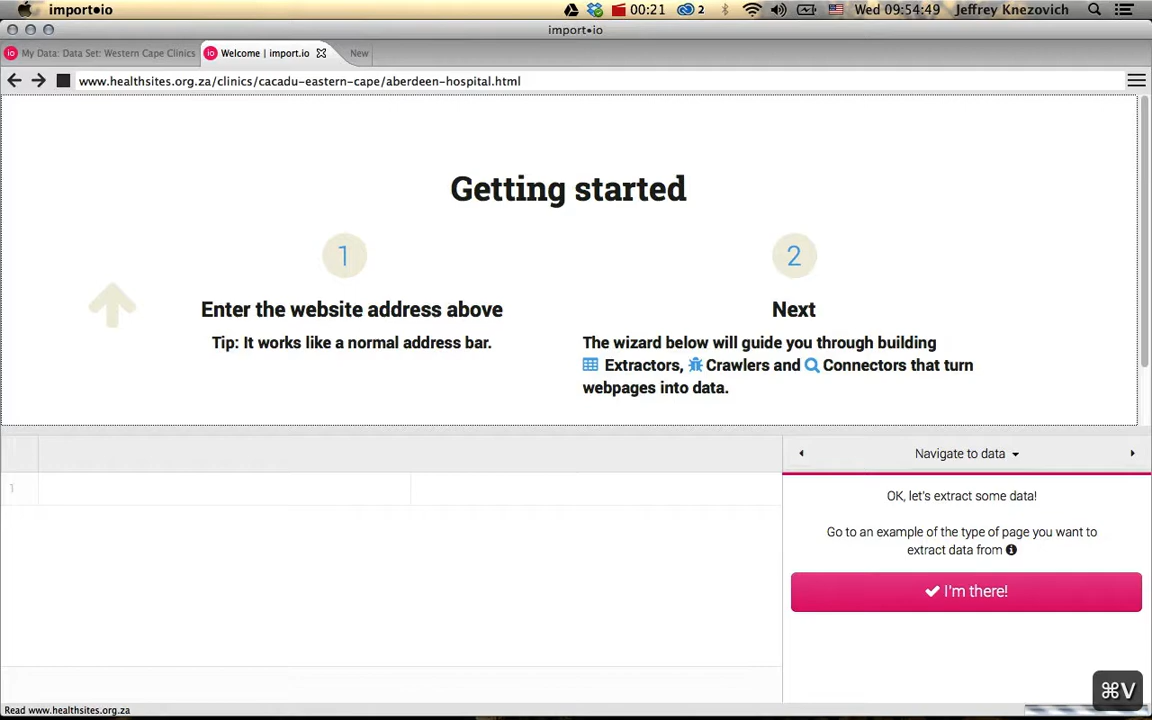 import•io
00:21
2
Wed 09:54:49
Jeffrey Knezovich
import•io
io My Data: Data Set: Western Cape Clinics
io Welcome | import.io
New
www.healthsites.org.za/clinics/cacadu-eastern-cape/aberdeen-hospital.html
Getting started
1
Enter the website address above
Tip: It works like a normal address bar.
2
Next
The wizard below will guide you through building
Extractors, Crawlers and Connectors that turn
webpages into data.
1
Navigate to data
OK, let's extract some data!
Go to an example of the type of page you want to
extract data from
I'm there!
⌘V
Read www.healthsites.org.za